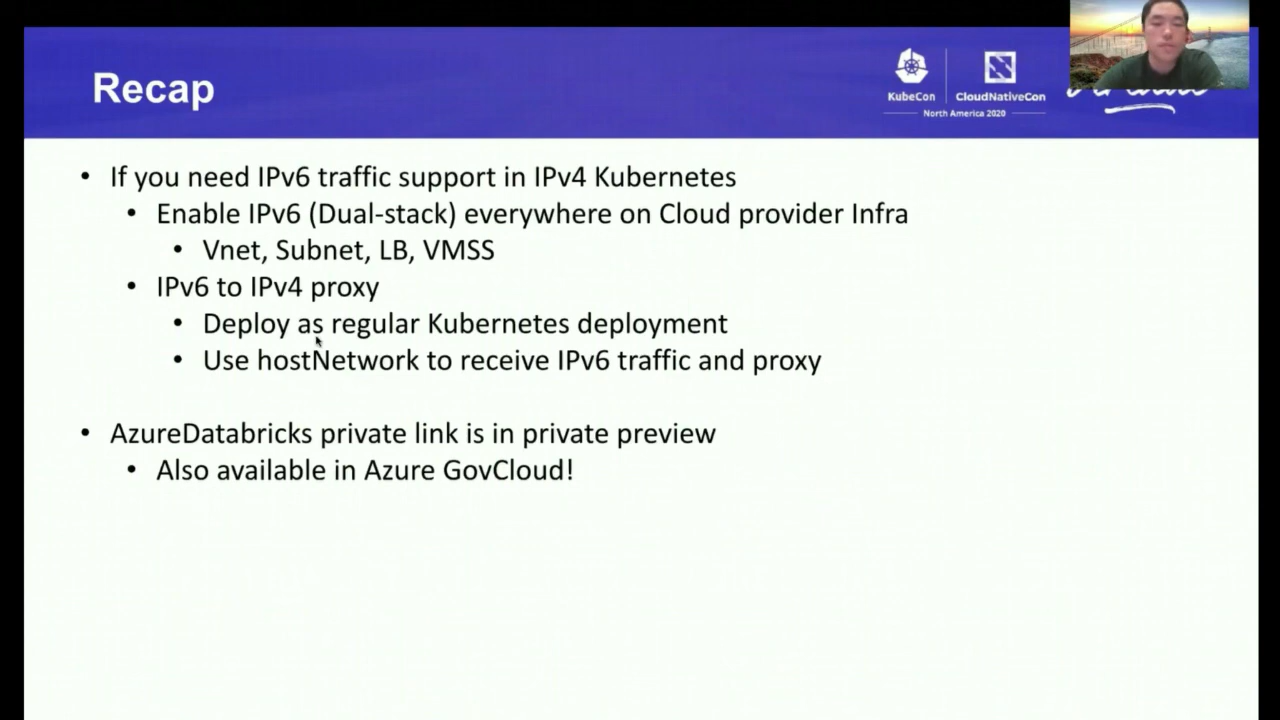 Recap
KubeCon
CloudNativeCon
North America 2020
• If you need IPv6 traffic support in IPv4 Kubernetes
• Enable IPv6 (Dual-stack) everywhere on Cloud provider Infra
• Vnet, Subnet, LB, VMSS
• IPv6 to IPv4 proxy
• Deploy as regular Kubernetes deployment
• Use hostNetwork to receive IPv6 traffic and proxy
• AzureDatabricks private link is in private preview
• Also available in Azure GovCloud!